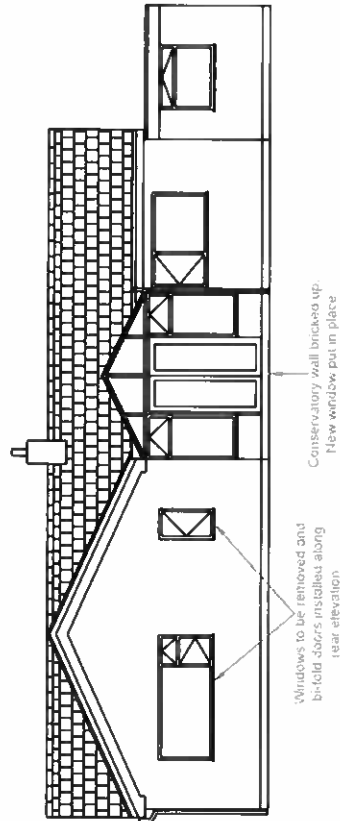 Windows to be removed and
bi-fold doors installed along
rear elevation
Conservatory wall bricked up.
New window put in place